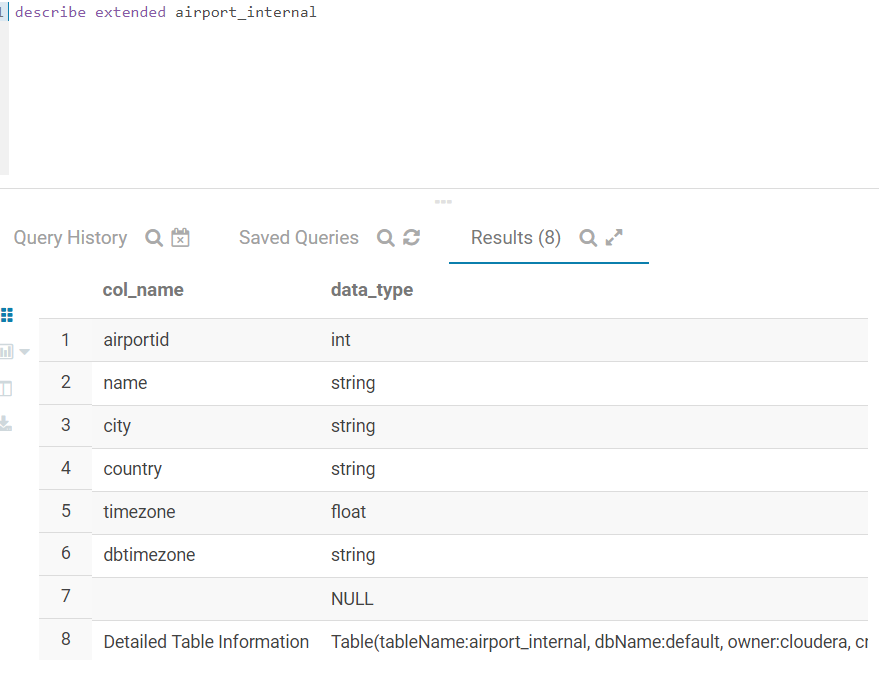 1 describe extended airport_internal
Query History Saved Queries Results (8)
col_name data_type
1 airportid int
2 name string
3 city string
4 country string
5 timezone float
6 dbtimezone string
7 NULL
8 Detailed Table Information Table(tableName:airport_internal, dbName:default, owner:cloudera,